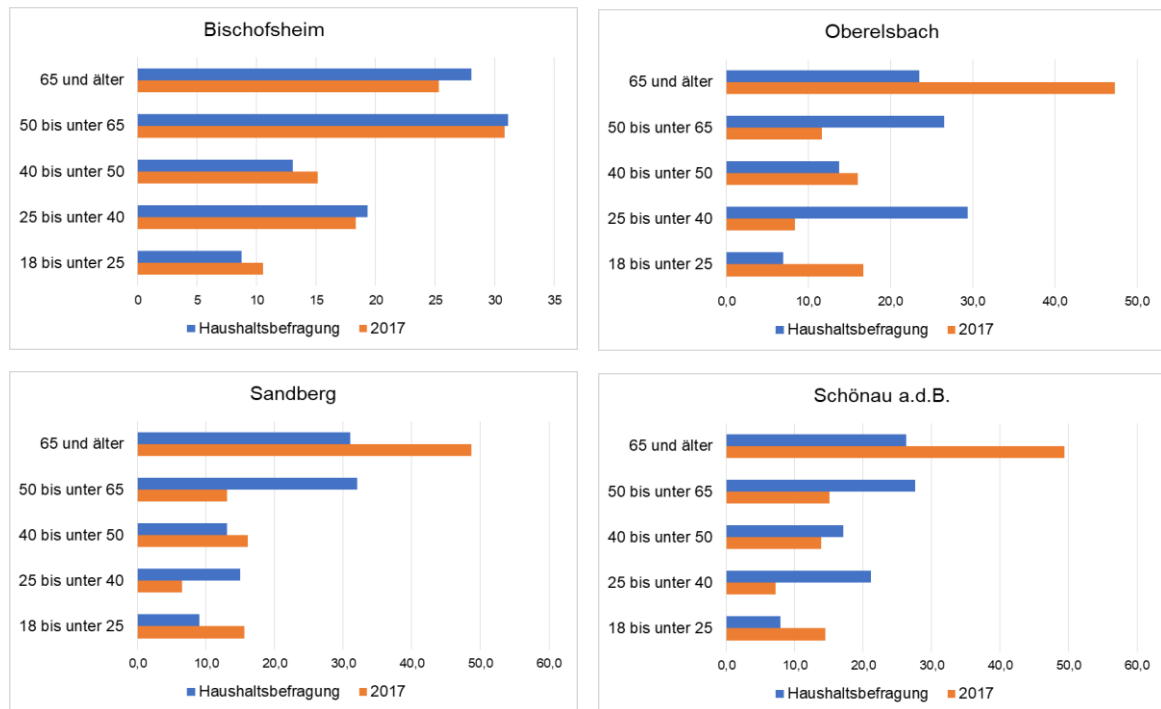 Bischofsheim
65 und älter
50 bis unter 65
40 bis unter 50
25 bis unter 40
18 bis unter 25
0 5 10 15 20 25 30 35
Haushaltsbefragung 2017
Oberelsbach
65 und älter
50 bis unter 65
40 bis unter 50
25 bis unter 40
18 bis unter 25
0,0 10,0 20,0 30,0 40,0 50,0
Haushaltsbefragung 2017
Sandberg
65 und älter
50 bis unter 65
40 bis unter 50
25 bis unter 40
18 bis unter 25
0,0 10,0 20,0 30,0 40,0 50,0 60,0
Haushaltsbefragung 2017
Schönau a.d.B.
65 und älter
50 bis unter 65
40 bis unter 50
25 bis unter 40
18 bis unter 25
0,0 10,0 20,0 30,0 40,0 50,0 60,0
Haushaltsbefragung 2017